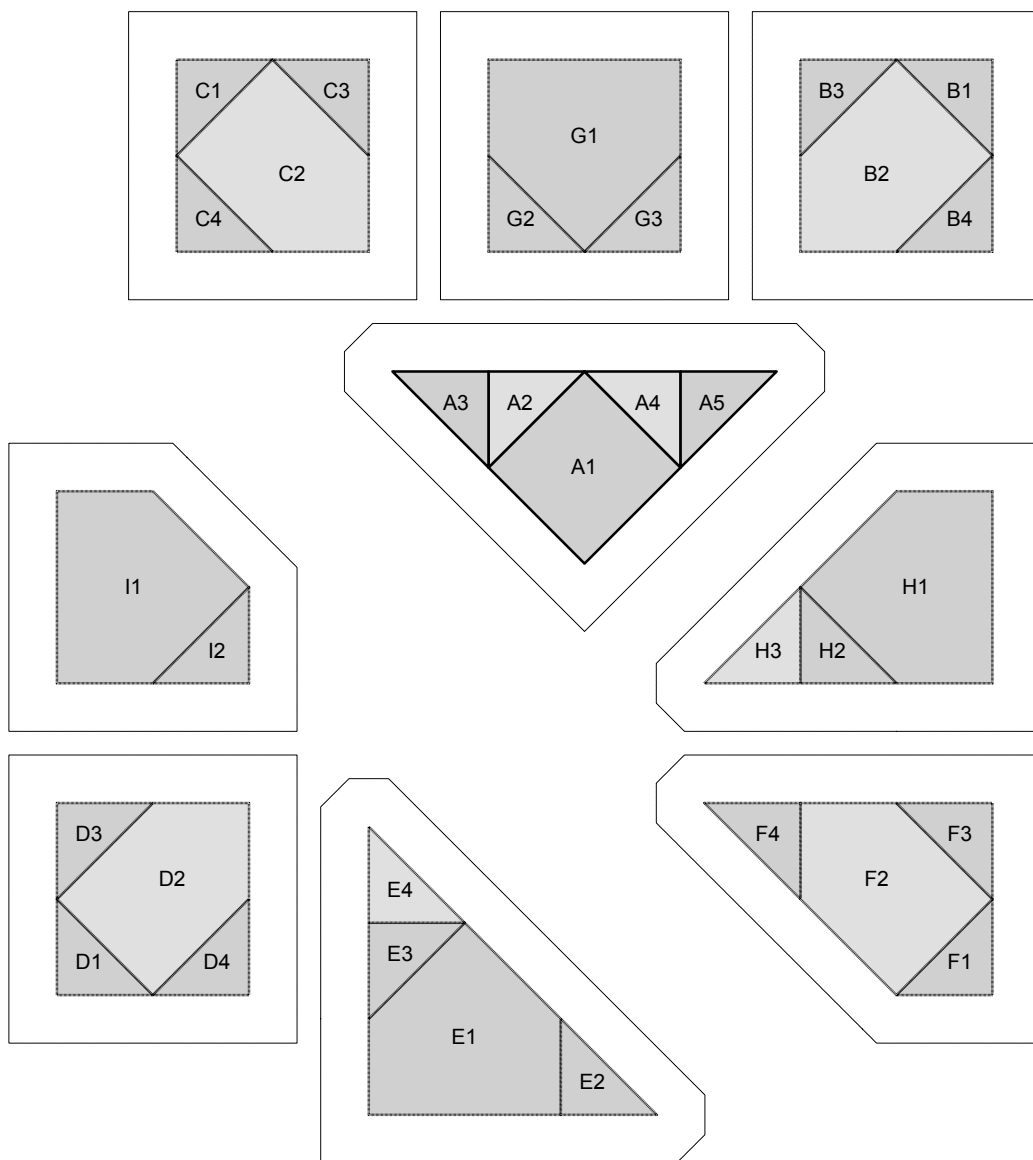 C1 C3 G1 B3 B1
C2 B2
C4 G2 G3 B4
A3 A2 A4 A5
A1
I1 H1
I2 H3 H2
D3 F4 F3
D2 F2
E4
D1 D4 E3 F1
E1
E2